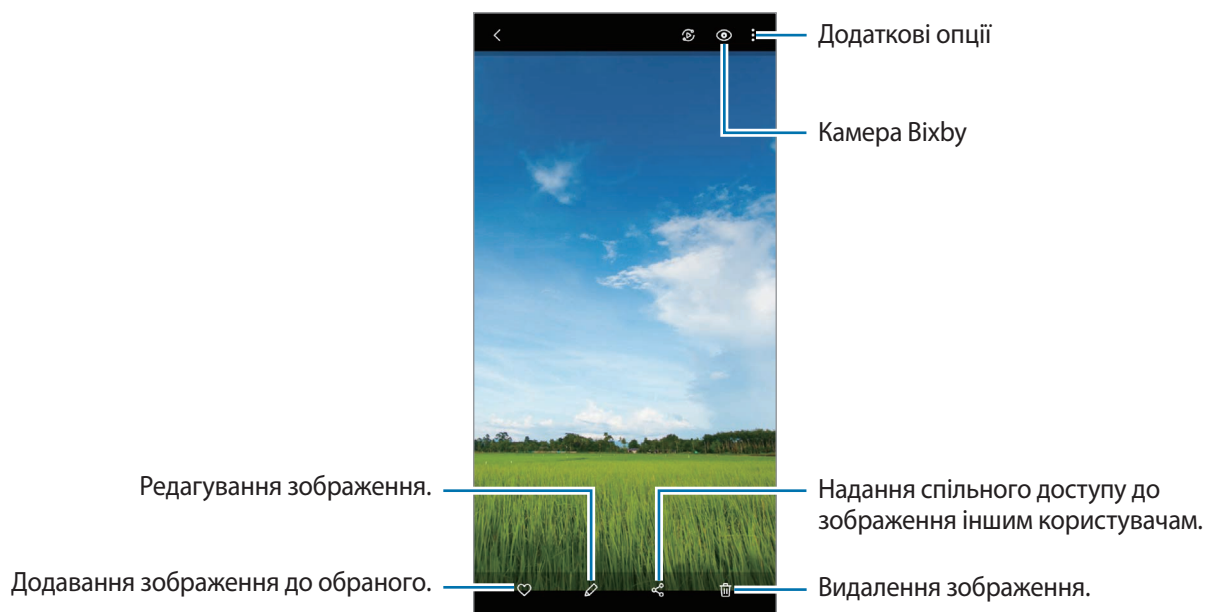 Додаткові опції
Камера Bixby
Редагування зображення.
Надання спільного доступу до
зображення іншим користувачам.
Додавання зображення до обраного.
Видалення зображення.